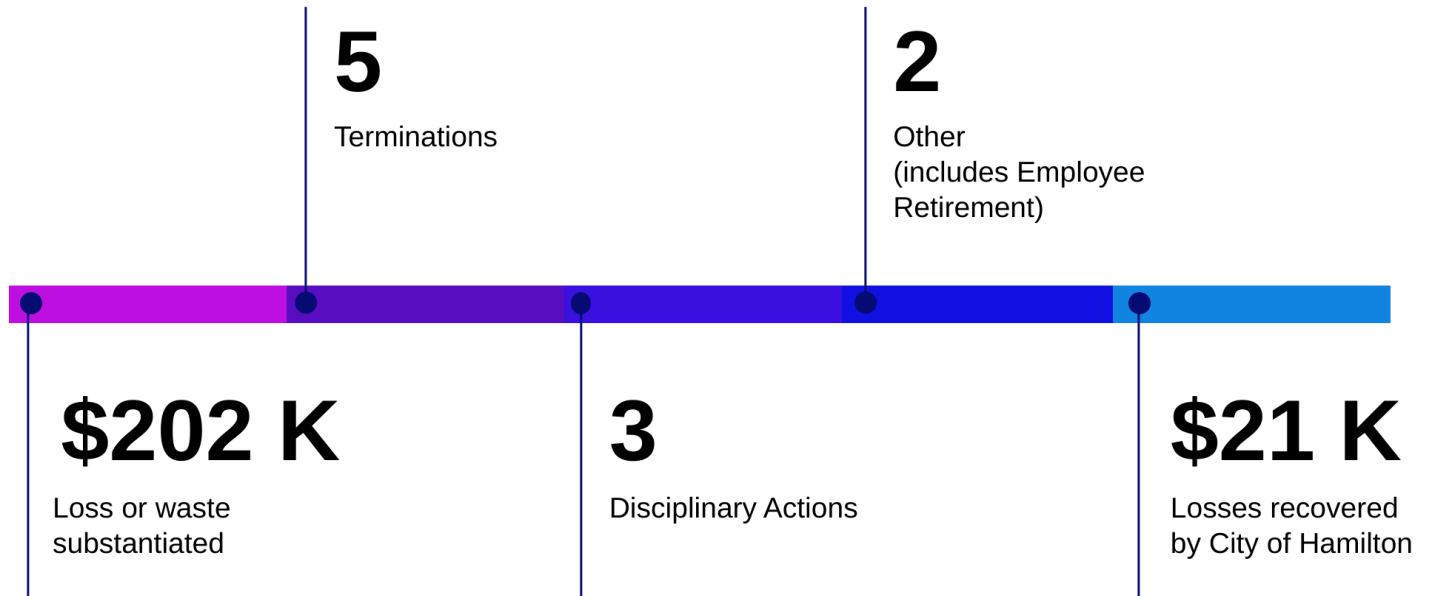 5
Terminations
2
Other
(includes Employee
Retirement)
$202 K
Loss or waste
substantiated
3
Disciplinary Actions
$21 K
Losses recovered
by City of Hamilton